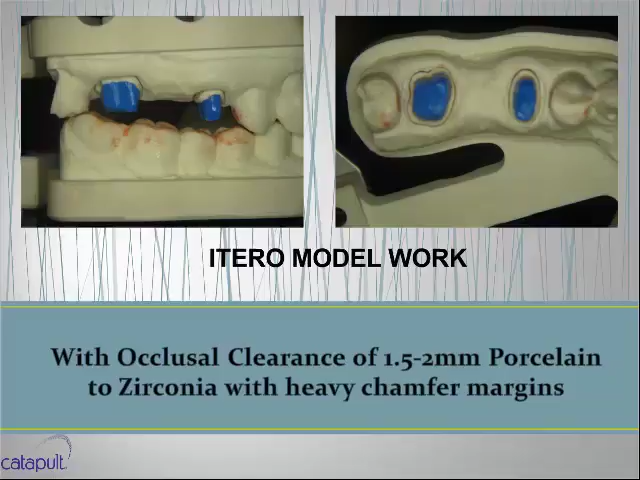 ITERO MODEL WORK
With Occlusal Clearance of 1.5-2mm Porcelain
to Zirconia with heavy chamfer margins
catapult